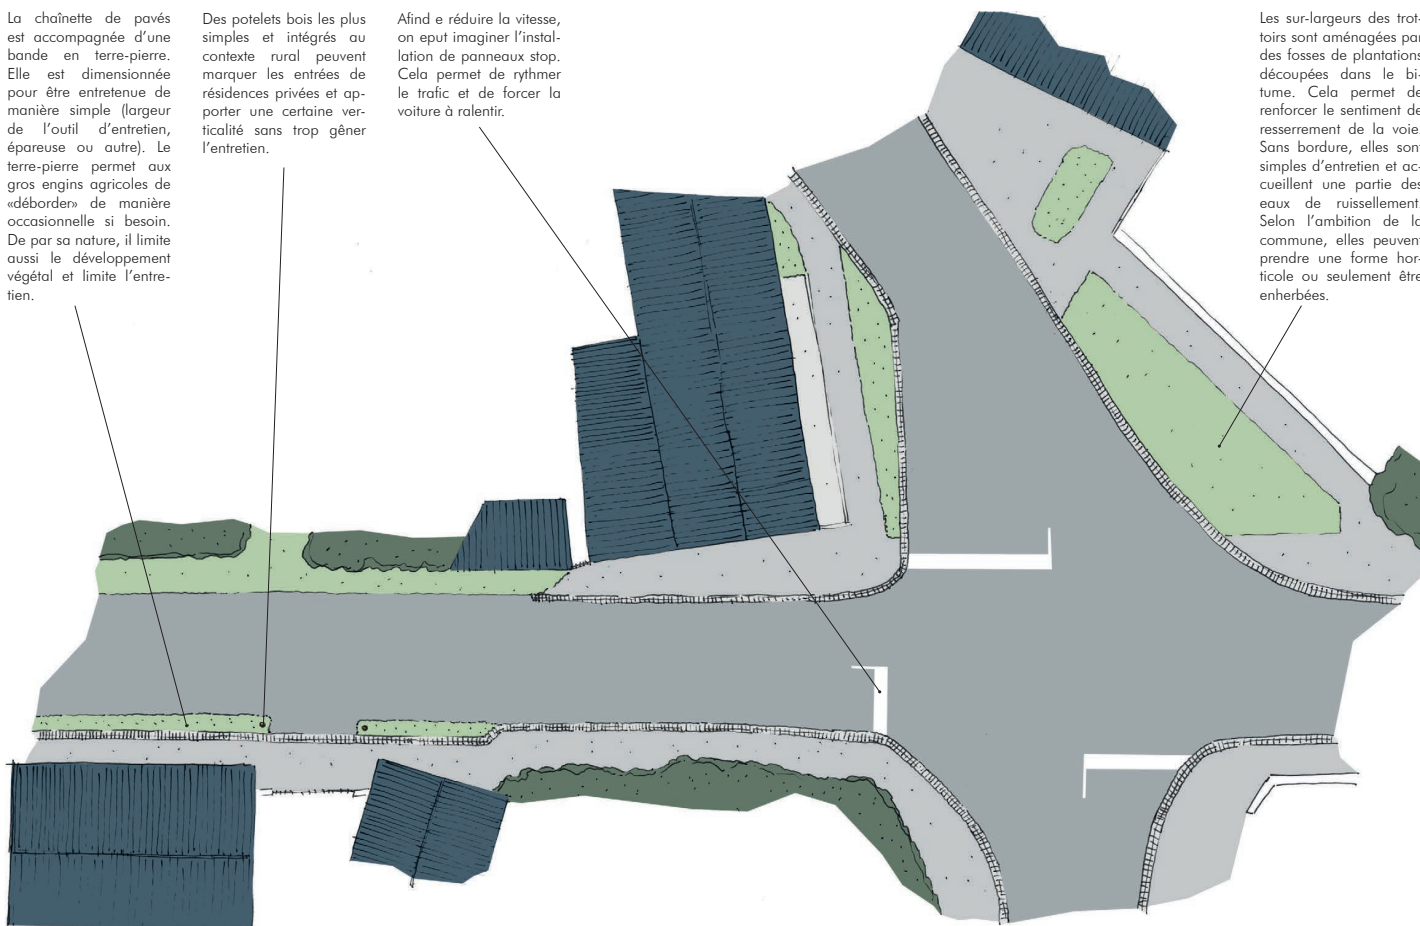 La chaînette de pavés
est accompagnée d’une
bande en terre-pierre.
Elle est dimensionnée
pour être entretenue de
manière simple (largeur
de l’outil d’entretien,
épareuse ou autre). Le
terre-pierre permet aux
gros engins agricoles de
«déborder» de manière
occasionnelle si besoin.
De par sa nature, il limite
aussi le développement
végétal et limite l’entre-
tien.
Des potelets bois les plus
simples et intégrés au
contexte rural peuvent
marquer les entrées de
résidences privées et ap-
porter une certaine ver-
ticalité sans trop gêner
l’entretien.
Afind e réduire la vitesse,
on eput imaginer l’instal-
lation de panneaux stop.
Cela permet de rythmer
le trafic et de forcer la
voiture à ralentir.
Les sur-largeurs des trot-
toirs sont aménagées par
des fosses de plantations
découpées dans le bi-
tume. Cela permet de
renforcer le sentiment de
resserrement de la voie.
Sans bordure, elles sont
simples d’entretien et ac-
cueillent une partie des
eaux de ruissellement.
Selon l’ambition de la
commune, elles peuvent
prendre une forme hor-
ticole ou seulement être
enherbées.